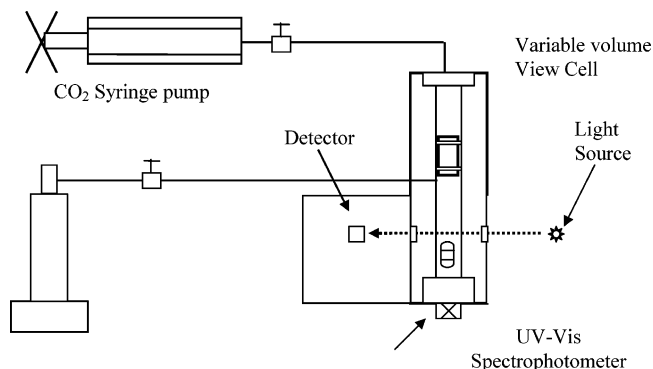 Variable volume
View Cell
CO₂ Syringe pump
Detector
Light
Source
UV-Vis
Spectrophotometer